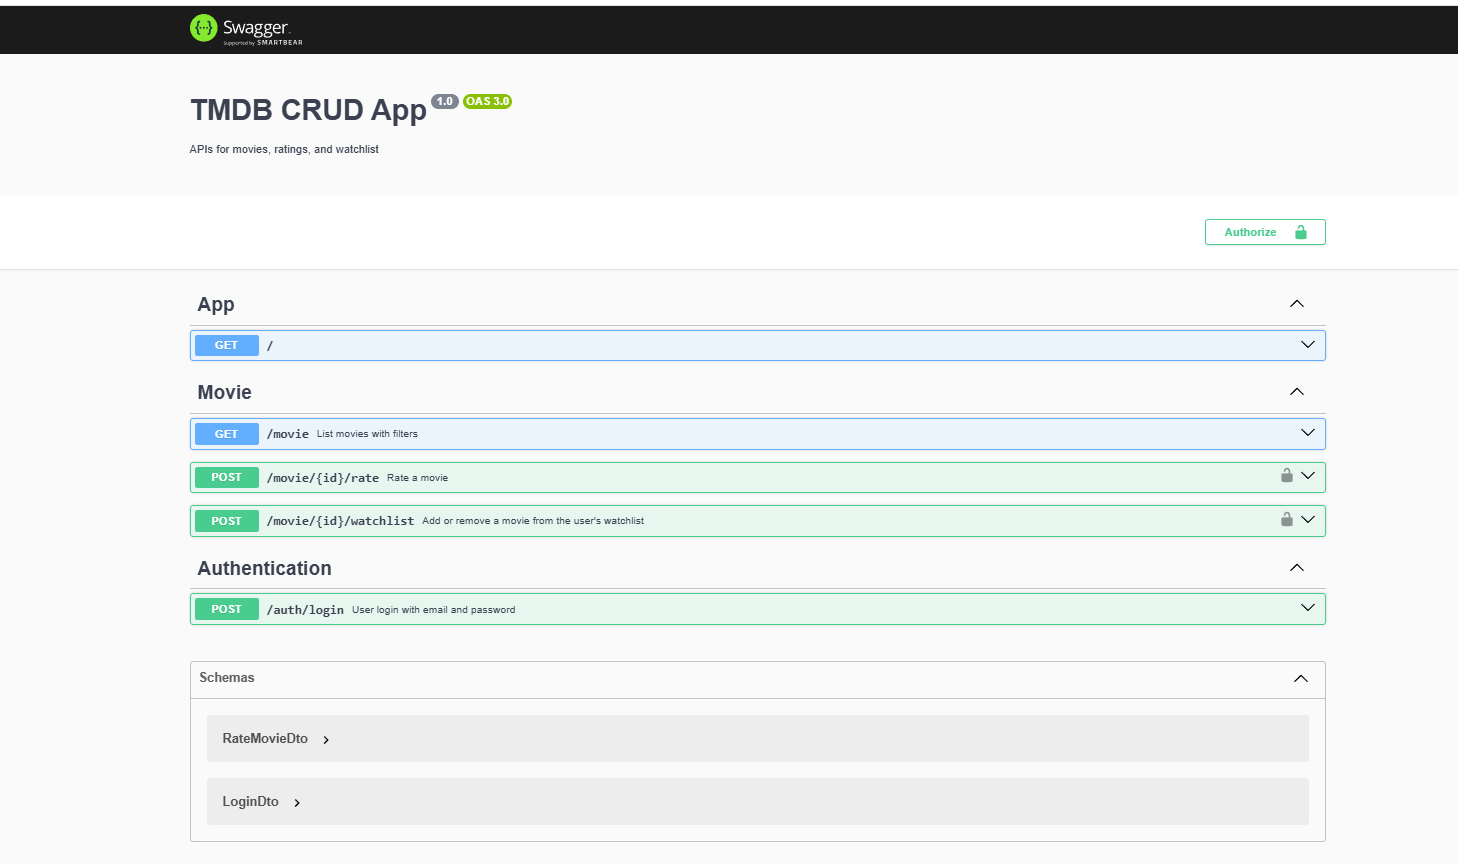 Swagger
Supported by SMARTBEAR
TMDB CRUD App 1.0 OAS 3.0
APIs for movies, ratings, and watchlist
Authorize
App
GET /
Movie
GET /movie List movies with filters
POST /movie/{id}/rate Rate a movie
POST /movie/{id}/watchlist Add or remove a movie from the user's watchlist
Authentication
POST /auth/login User login with email and password
Schemas
RateMovieDto
LoginDto